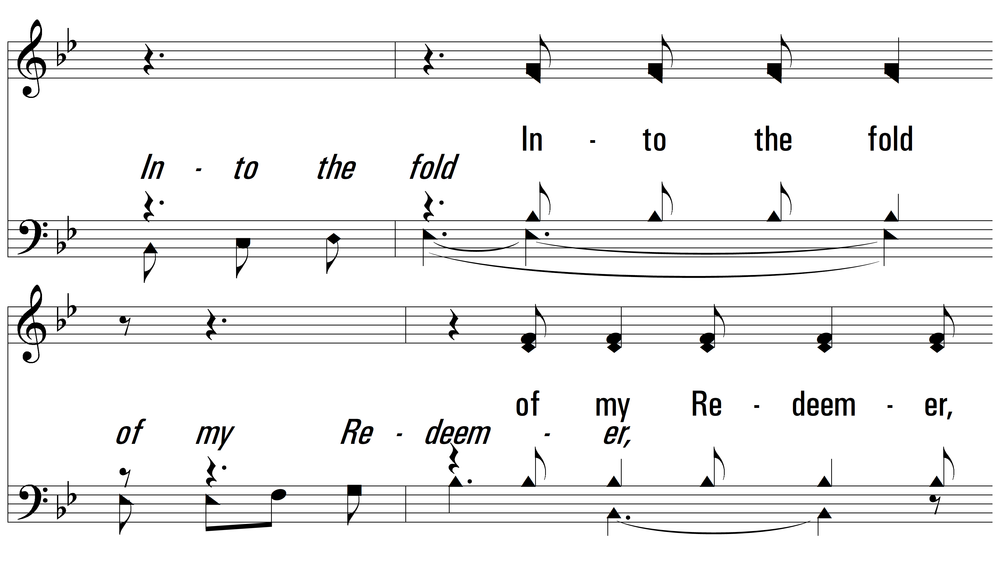 In - to the fold
In - to the fold
of my Re - deem - er,
of my Re - deem - er,